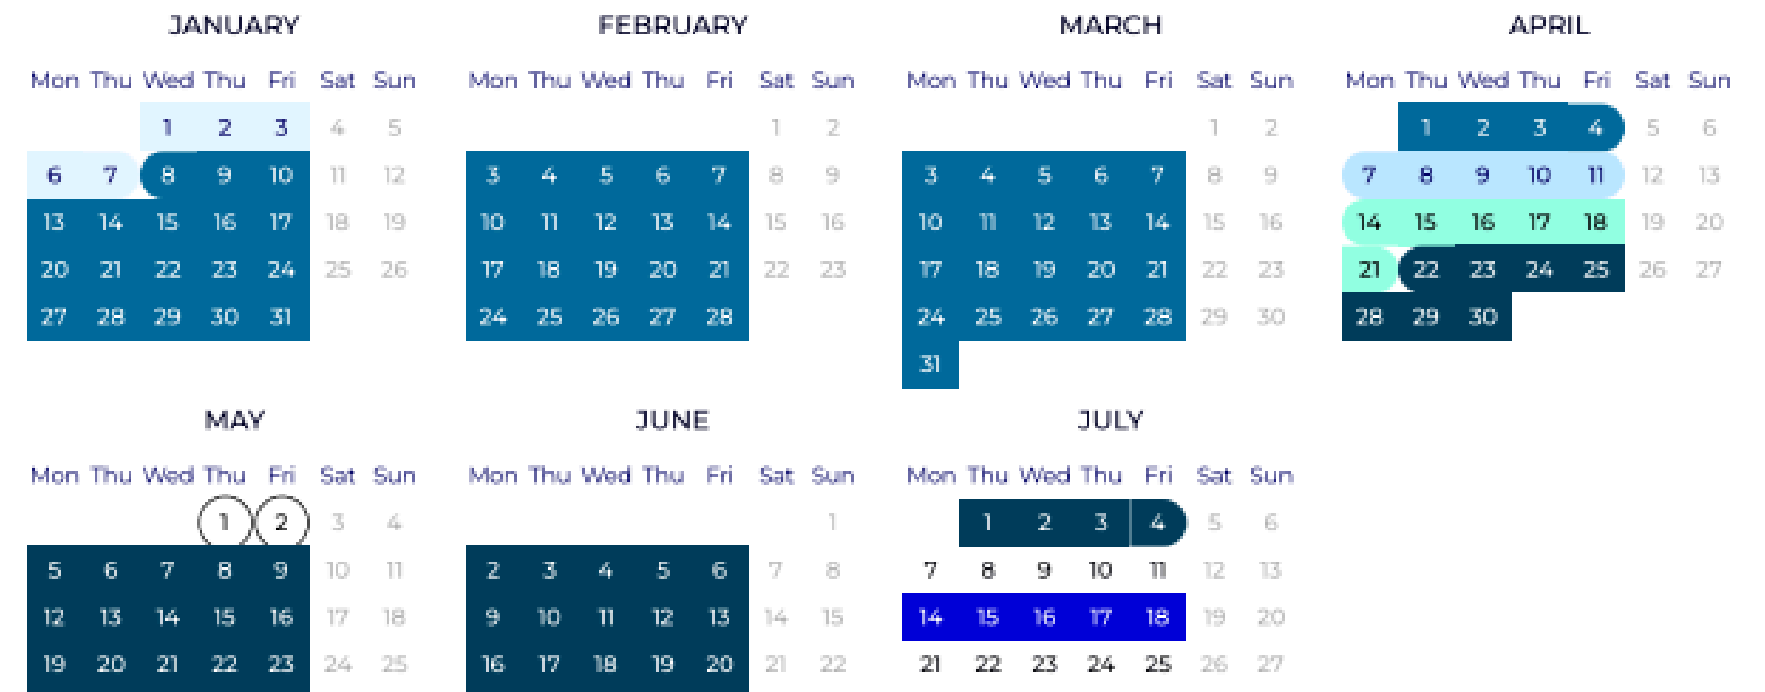 JANUARY FEBRUARY MARCH APRIL
Mon Thu Wed Thu Fri Sat Sun Mon Thu Wed Thu Fri Sat Sun Mon Thu Wed Thu Fri Sat Sun Mon Thu Wed Thu Fri Sat Sun
1 2 3 4 5 1 2 1 2 1 2 3 4 5 6
6 7 8 9 10 11 12 3 4 5 6 7 8 9 3 4 5 6 7 8 9 7 8 9 10 11 12 13
13 14 15 16 17 18 19 10 11 12 13 14 15 16 10 11 12 13 14 15 16 14 15 16 17 18 19 20
20 21 22 23 24 25 26 17 18 19 20 21 22 23 17 18 19 20 21 22 23 21 22 23 24 25 26 27
27 28 29 30 31 24 25 26 27 28 24 25 26 27 28 29 30 28 29 30
31
MAY JUNE JULY
Mon Thu Wed Thu Fri Sat Sun Mon Thu Wed Thu Fri Sat Sun Mon Thu Wed Thu Fri Sat Sun
1 2 3 4 1 1 2 3 4 5 6
5 6 7 8 9 10 11 2 3 4 5 6 7 8 7 8 9 10 11 12 13
12 13 14 15 16 17 18 9 10 11 12 13 14 15 14 15 16 17 18 19 20
19 20 21 22 23 24 25 16 17 18 19 20 21 22 21 22 23 24 25 26 27